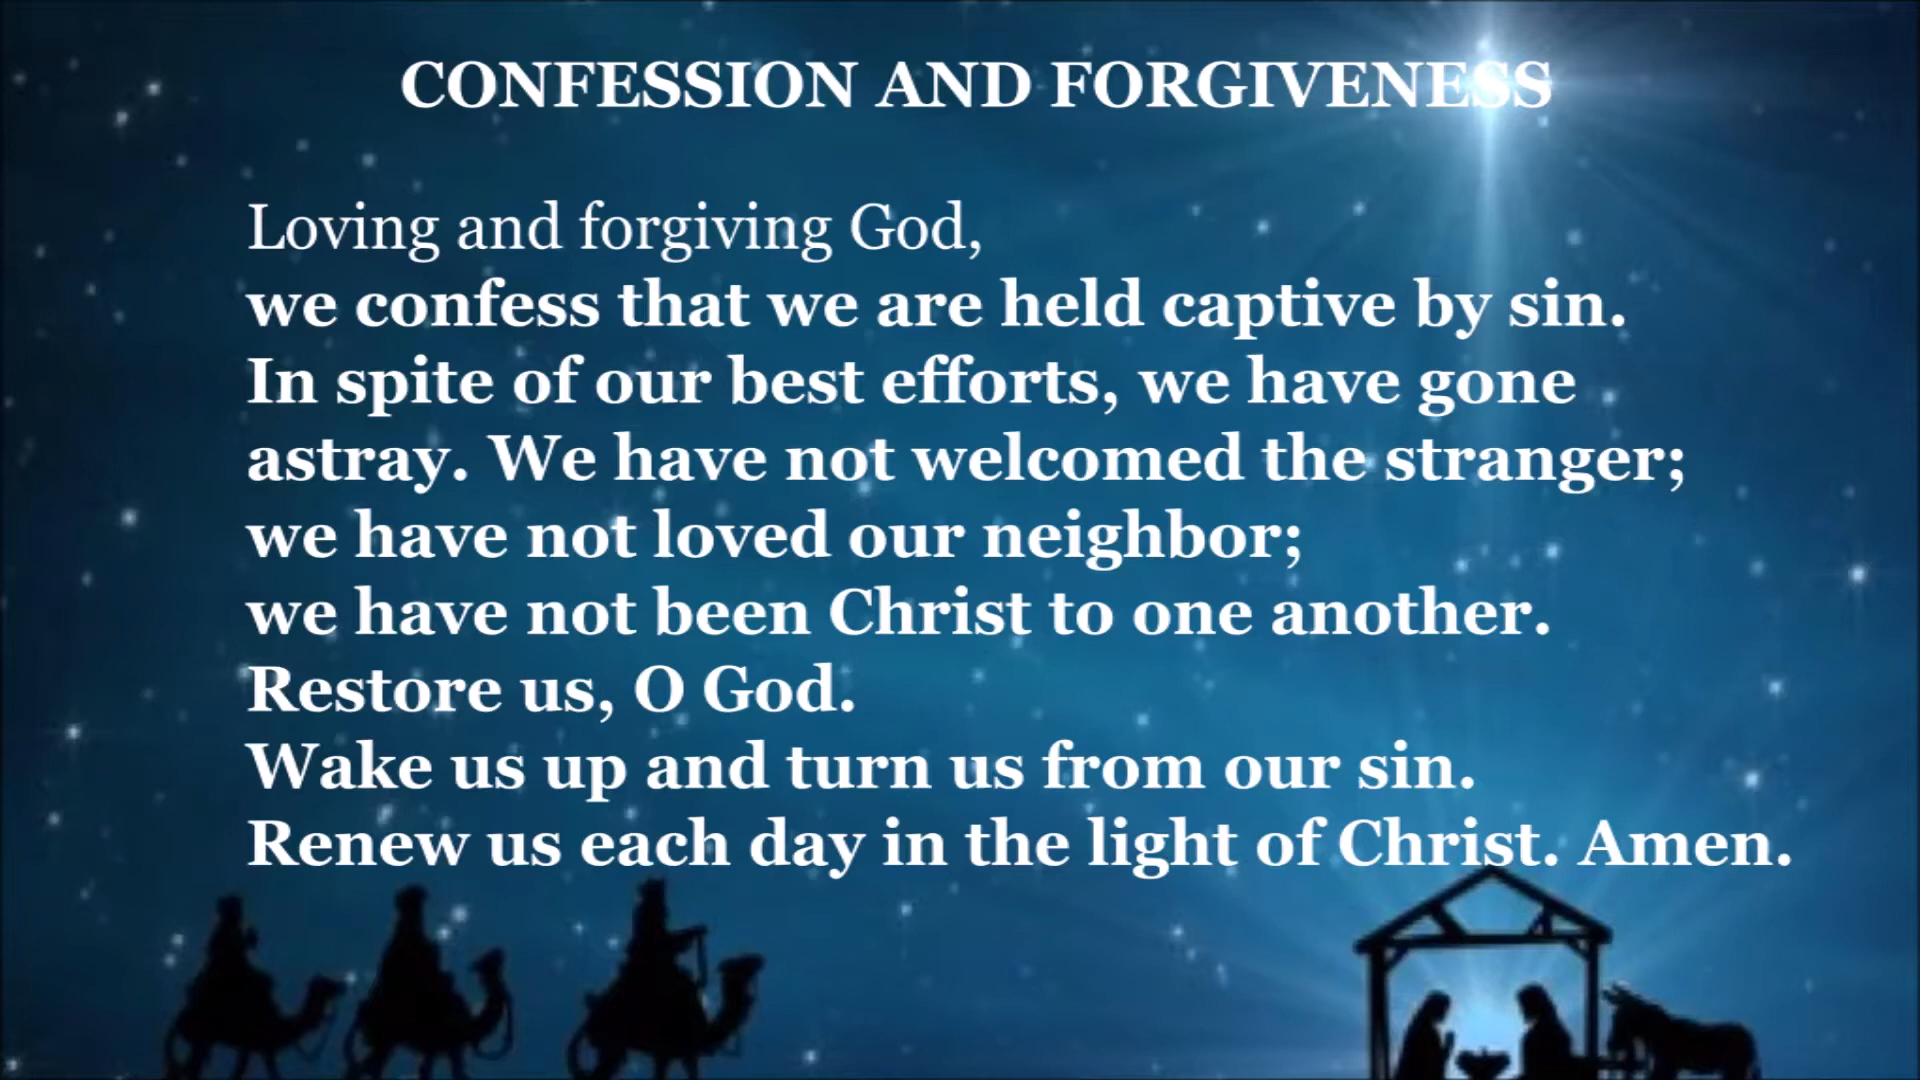 CONFESSION AND FORGIVENESS
Loving and forgiving God,
we confess that we are held captive by sin.
In spite of our best efforts, we have gone
astray. We have not welcomed the stranger;
we have not loved our neighbor;
we have not been Christ to one another.
Restore us, O God.
Wake us up and turn us from our sin.
Renew us each day in the light of Christ. Amen.